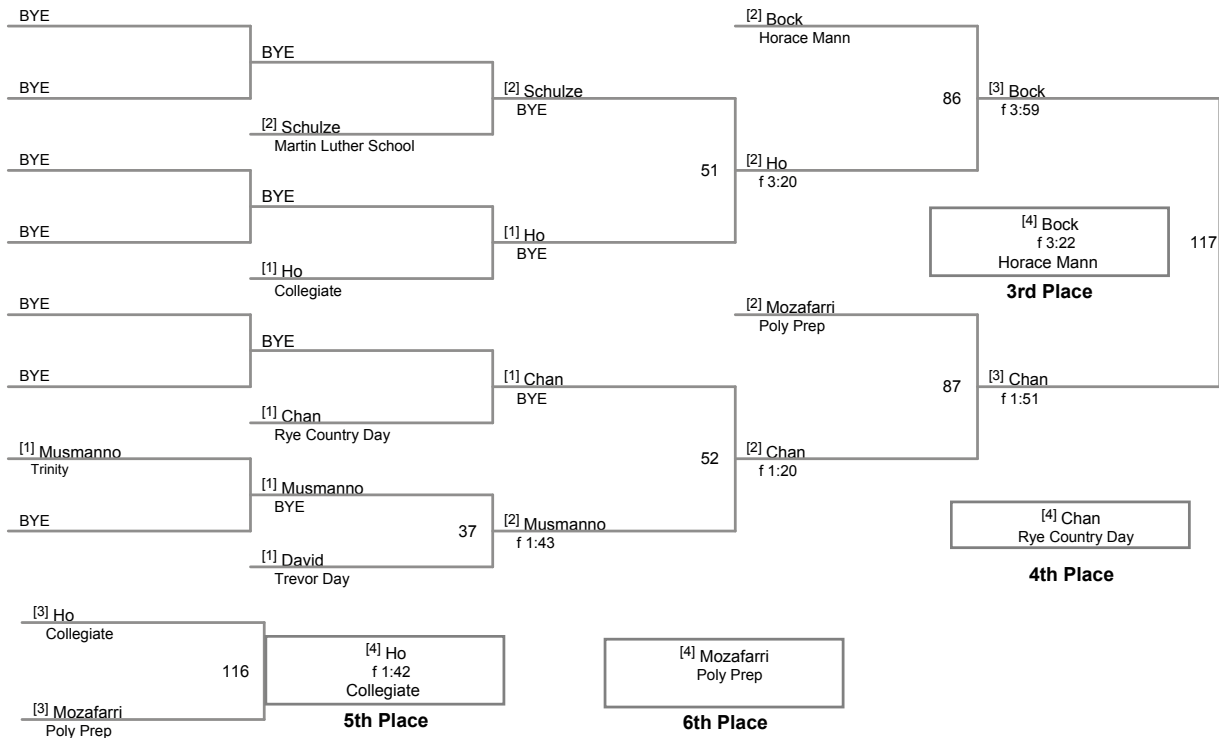 BYE
[2] Bock
Horace Mann
BYE
BYE
[2] Schulze
BYE
86
[3] Bock
f 3:59
[2] Schulze
Martin Luther School
BYE
51
[2] Ho
f 3:20
BYE
BYE
[1] Ho
BYE
[4] Bock
f 3:22
Horace Mann
117
[1] Ho
Collegiate
3rd Place
BYE
[2] Mozafarri
Poly Prep
BYE
BYE
[1] Chan
BYE
87
[3] Chan
f 1:51
[1] Chan
Rye Country Day
[1] Musmanno
Trinity
52
[2] Chan
f 1:20
[1] Musmanno
BYE
BYE
37
[2] Musmanno
f 1:43
[4] Chan
Rye Country Day
[1] David
Trevor Day
4th Place
[3] Ho
Collegiate
116
[4] Ho
f 1:42
Collegiate
[4] Mozafarri
Poly Prep
[3] Mozafarri
Poly Prep
5th Place
6th Place